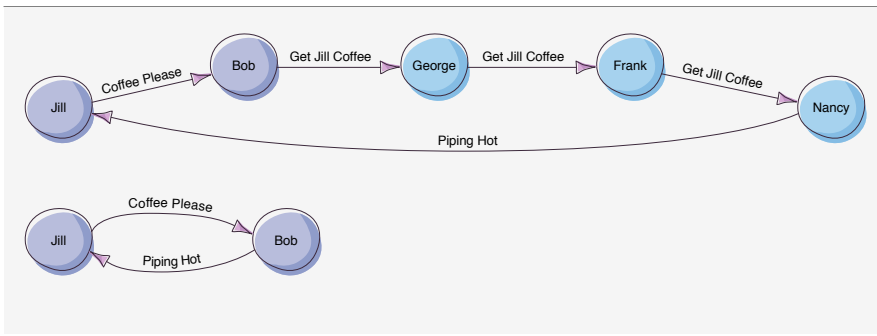 Coffee Please
Bob
Get Jill Coffee
George
Get Jill Coffee
Frank
Get Jill Coffee
Jill
Nancy
Piping Hot
Coffee Please
Jill
Bob
Piping Hot